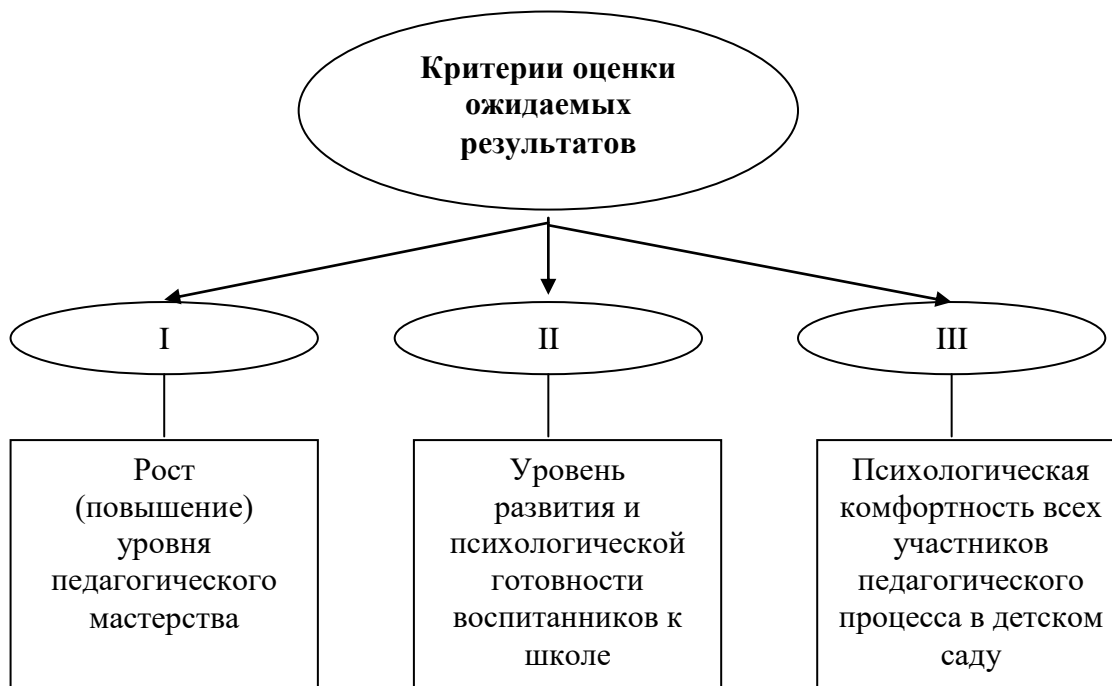 Критерии оценки
ожидаемых
результатов
I
II
III
Рост
(повышение)
уровня
педагогического
мастерства
Уровень
развития и
психологической
готовности
воспитанников к
школе
Психологическая
комфортность всех
участников
педагогического
процесса в детском
саду